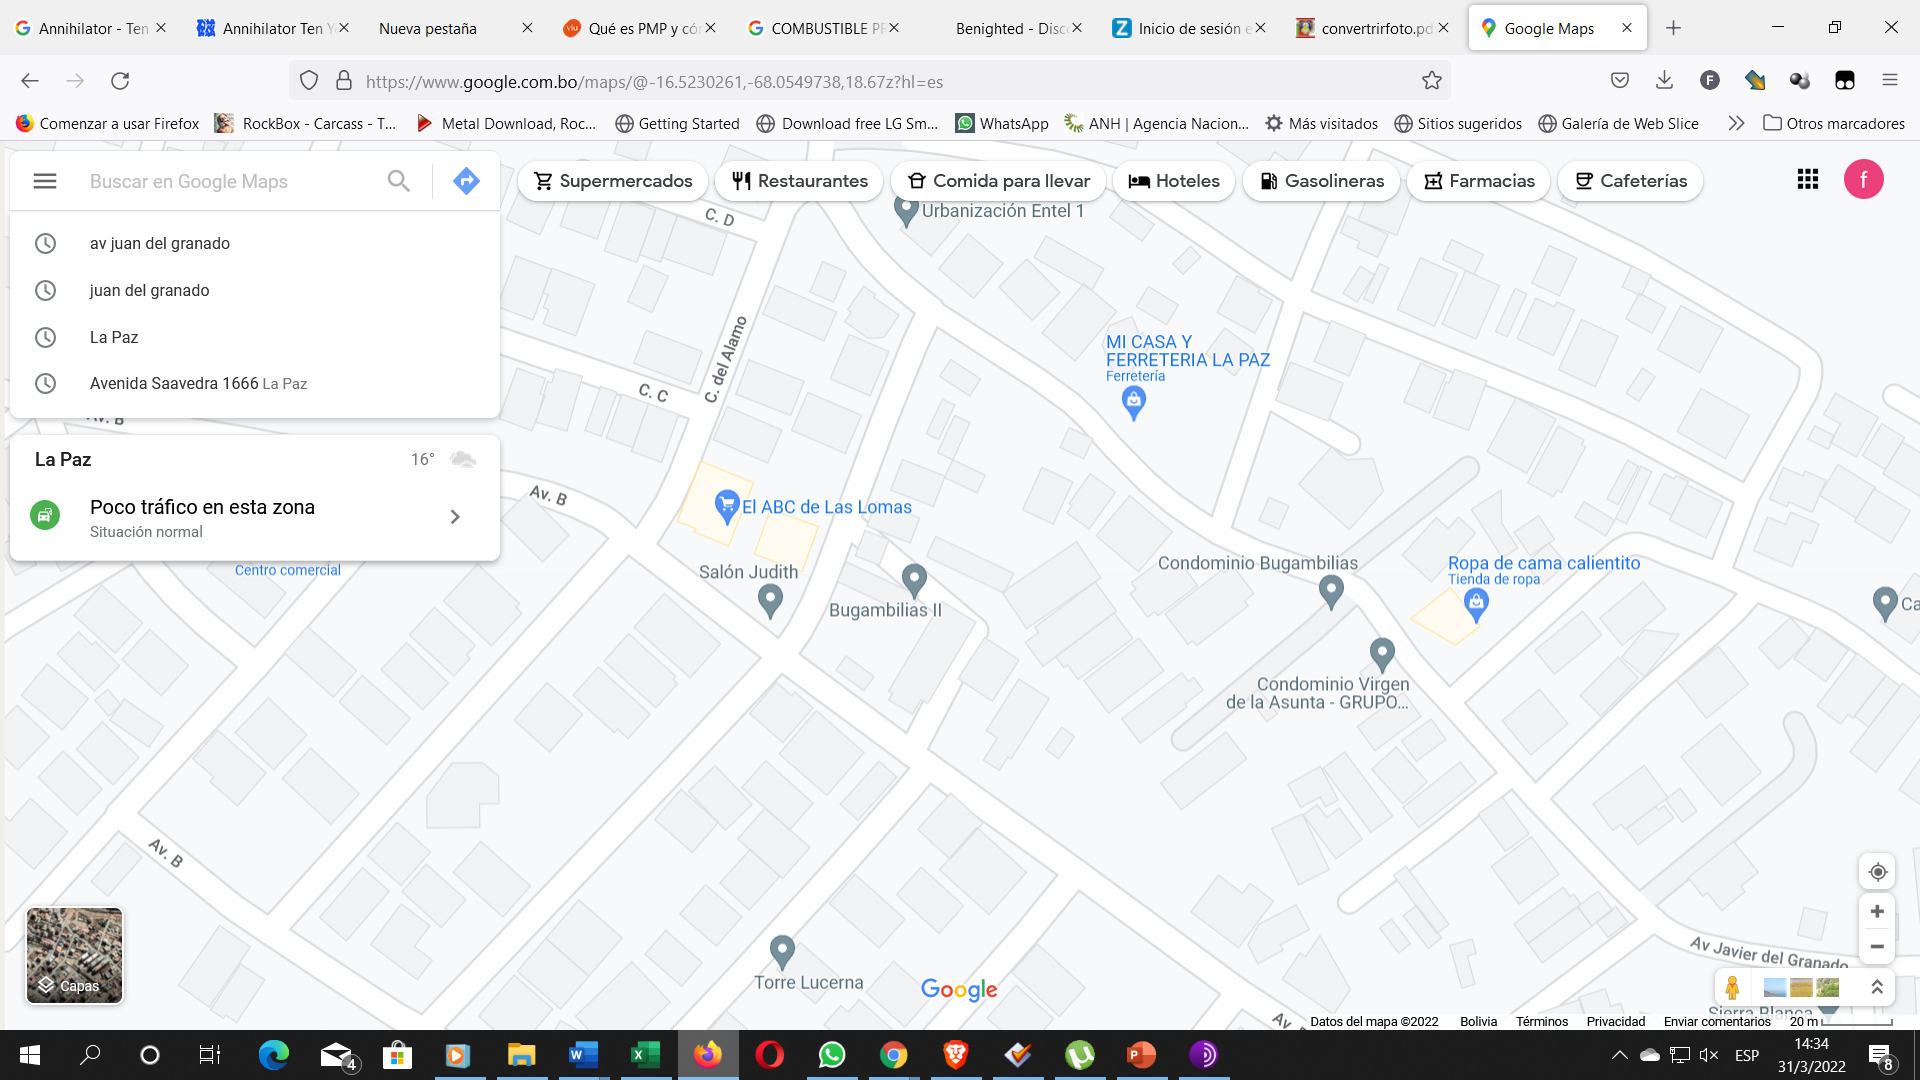 Annihilator - Ten
Annihilator Ten Y
Nueva pestaña
Qué es PMP y có
COMBUSTIBLE PR
Benighted - Disc
Inicio de sesión e
convertrirfoto.pd
Google Maps
https://www.google.com.bo/maps/@-16.5230261,-68.0549738,18.67z?hl=es
Comenzar a usar Firefox
RockBox - Carcass - T...
Metal Download, Roc...
Getting Started
Download free LG Sm...
WhatsApp
ANH | Agencia Nacion...
Más visitados
Sitios sugeridos
Galería de Web Slice
Otros marcadores
Buscar en Google Maps
Supermercados
Restaurantes
Comida para llevar
Hoteles
Gasolineras
Farmacias
Cafeterías
f
av juan del granado
juan del granado
La Paz
Avenida Saavedra 1666 La Paz
La Paz
16°
Poco tráfico en esta zona
Situación normal
Centro comercial
C. D
Urbanización Entel 1
C. del Alamo
C. C
MI CASA Y
FERRETERIA LA PAZ
Ferretería
Av. B
Av. B
El ABC de Las Lomas
Salón Judith
Bugambilias II
Condominio Bugambilias
Ropa de cama calientito
Tienda de ropa
Ca
Condominio Virgen
de la Asunta - GRUPO...
Av. B
Torre Lucerna
Av Javier del Granado
Sierra Blanca
Av
Capas
Google
Datos del mapa ©2022
Bolivia
Términos
Privacidad
Enviar comentarios
20 m
4
ESP
14:34
31/3/2022
8